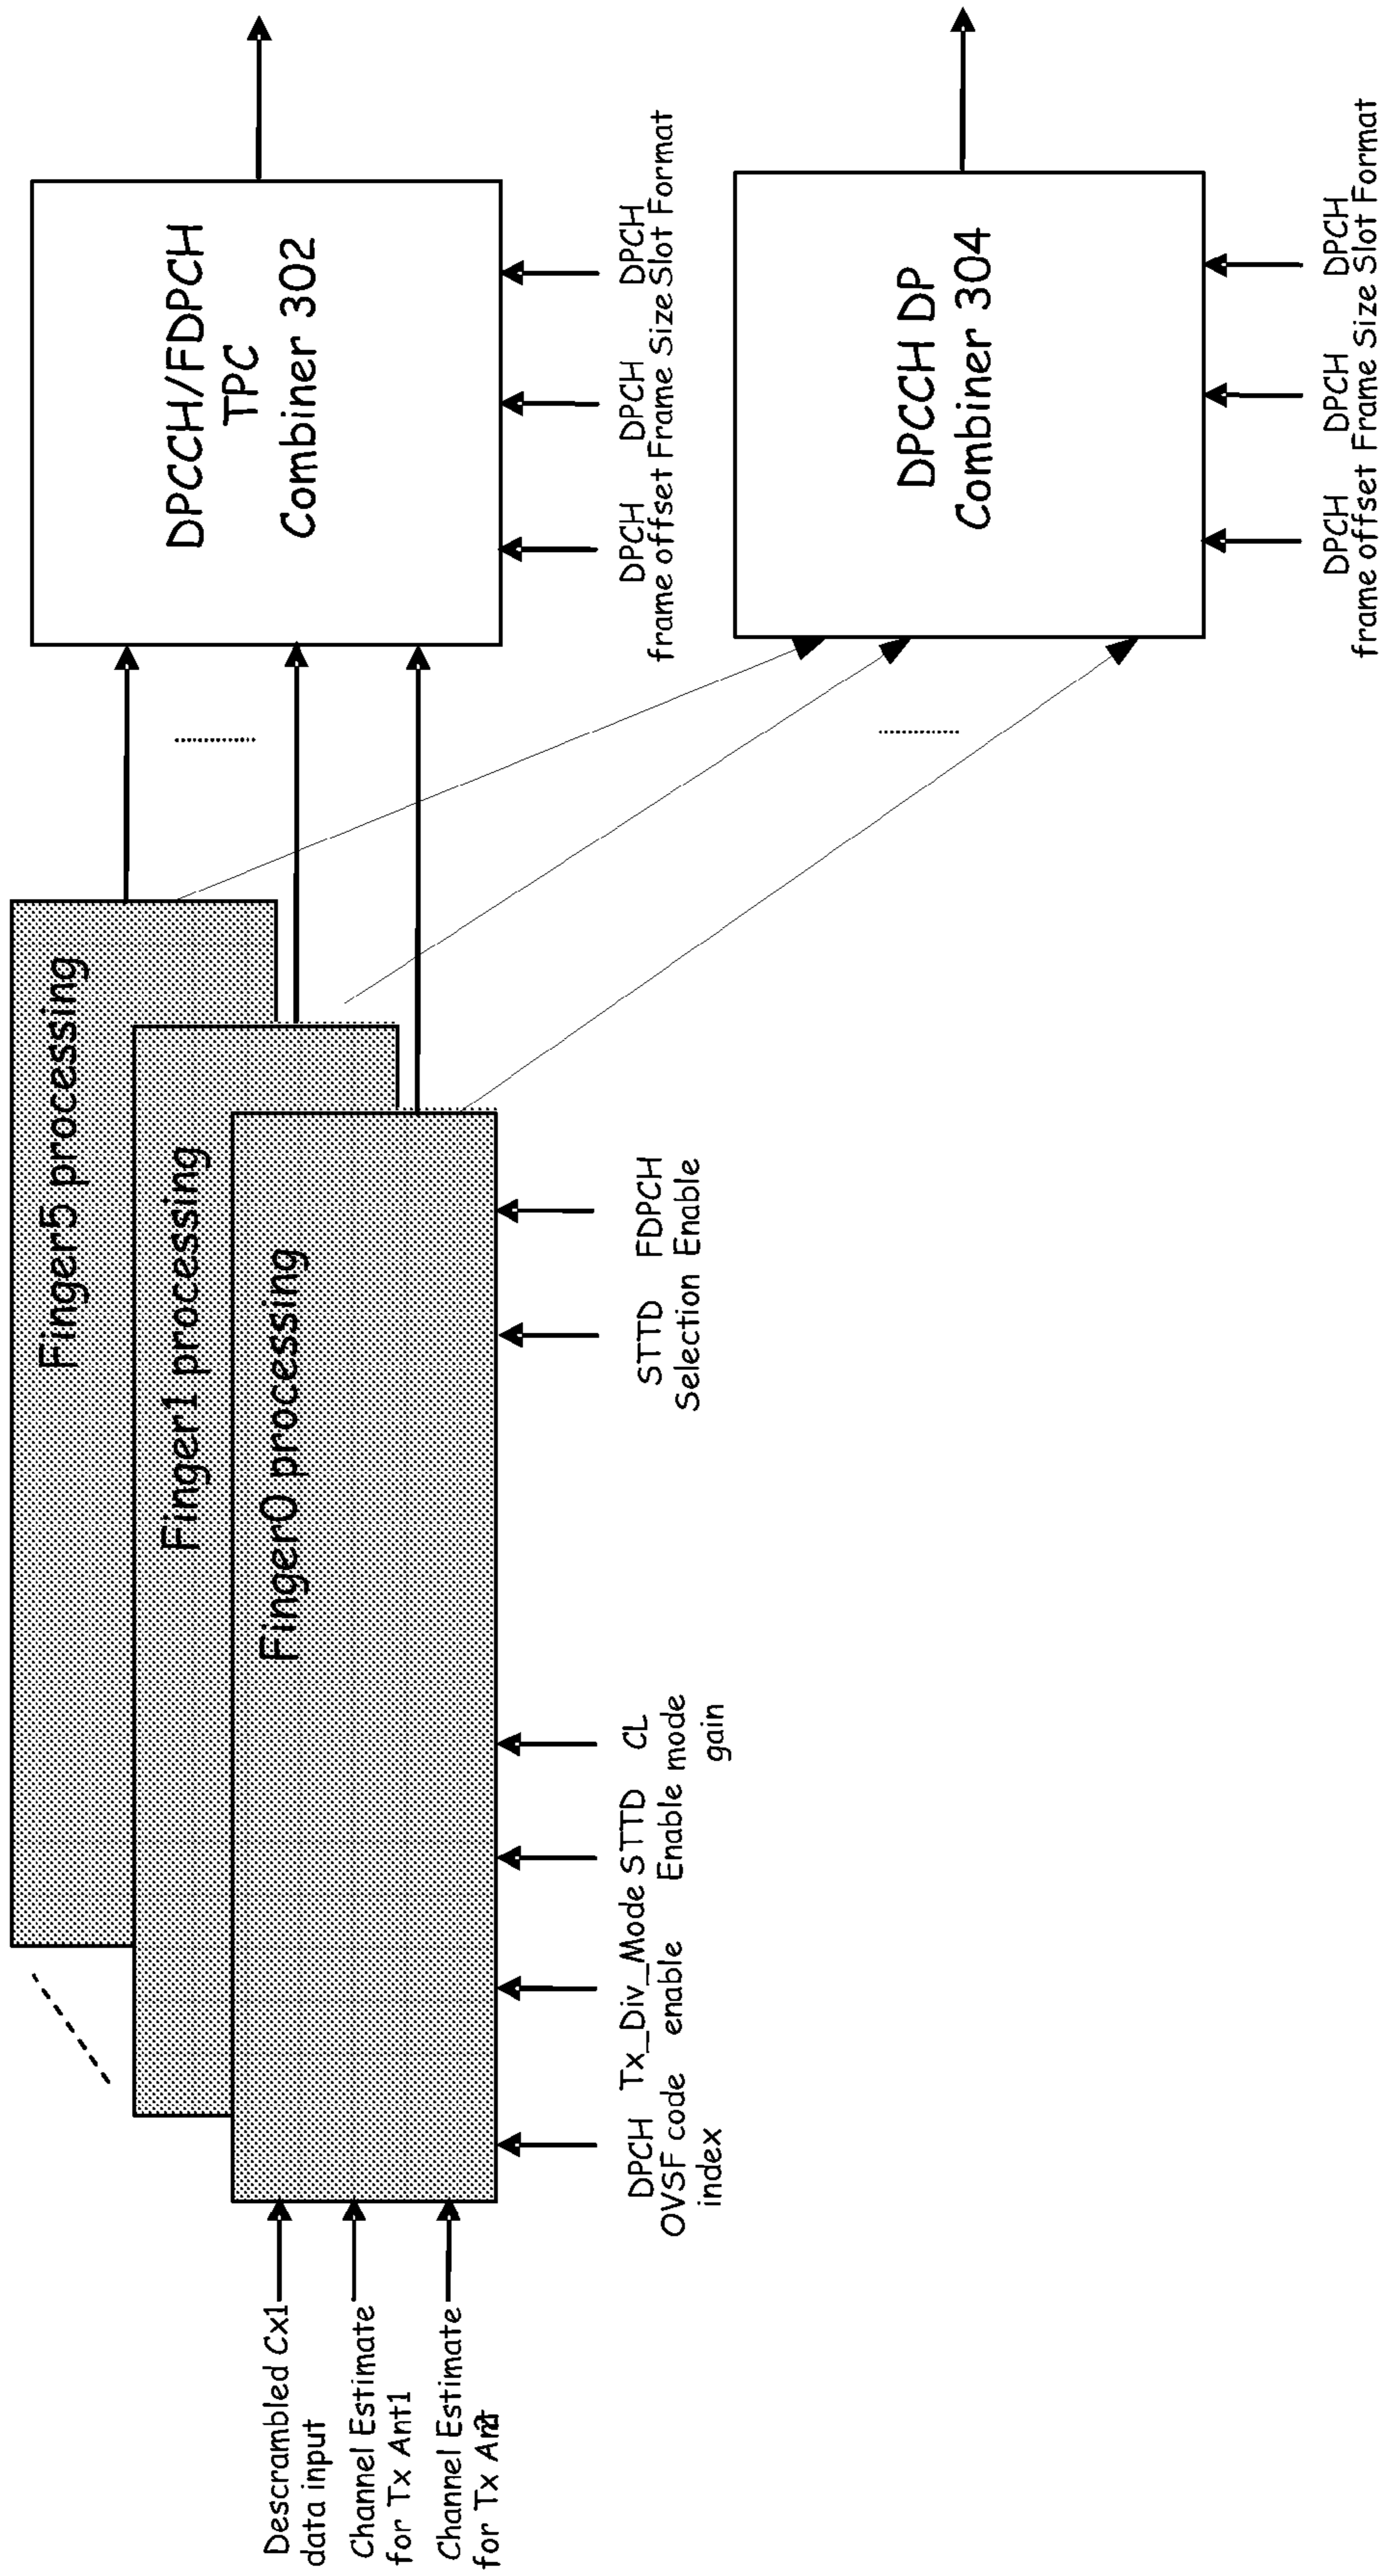 Finger5 processing
Finger1 processing
Finger0 processing
Descrambled Cx1
data input
Channel Estimate
for Tx Ant1
Channel Estimate
for Tx Ant2
DPCH
OVSF code
index
Tx_Div_Mode
enable
STTD
Enable
CL
mode
gain
STTD
Selection
FDPCH
Enable
DPCCH/FDPCH
TPC
Combiner 302
DPCH
frame offset
DPCH
Frame Size
DPCH
Slot Format
DPCCH DP
Combiner 304
DPCH
frame offset
DPCH
Frame Size
DPCH
Slot Format